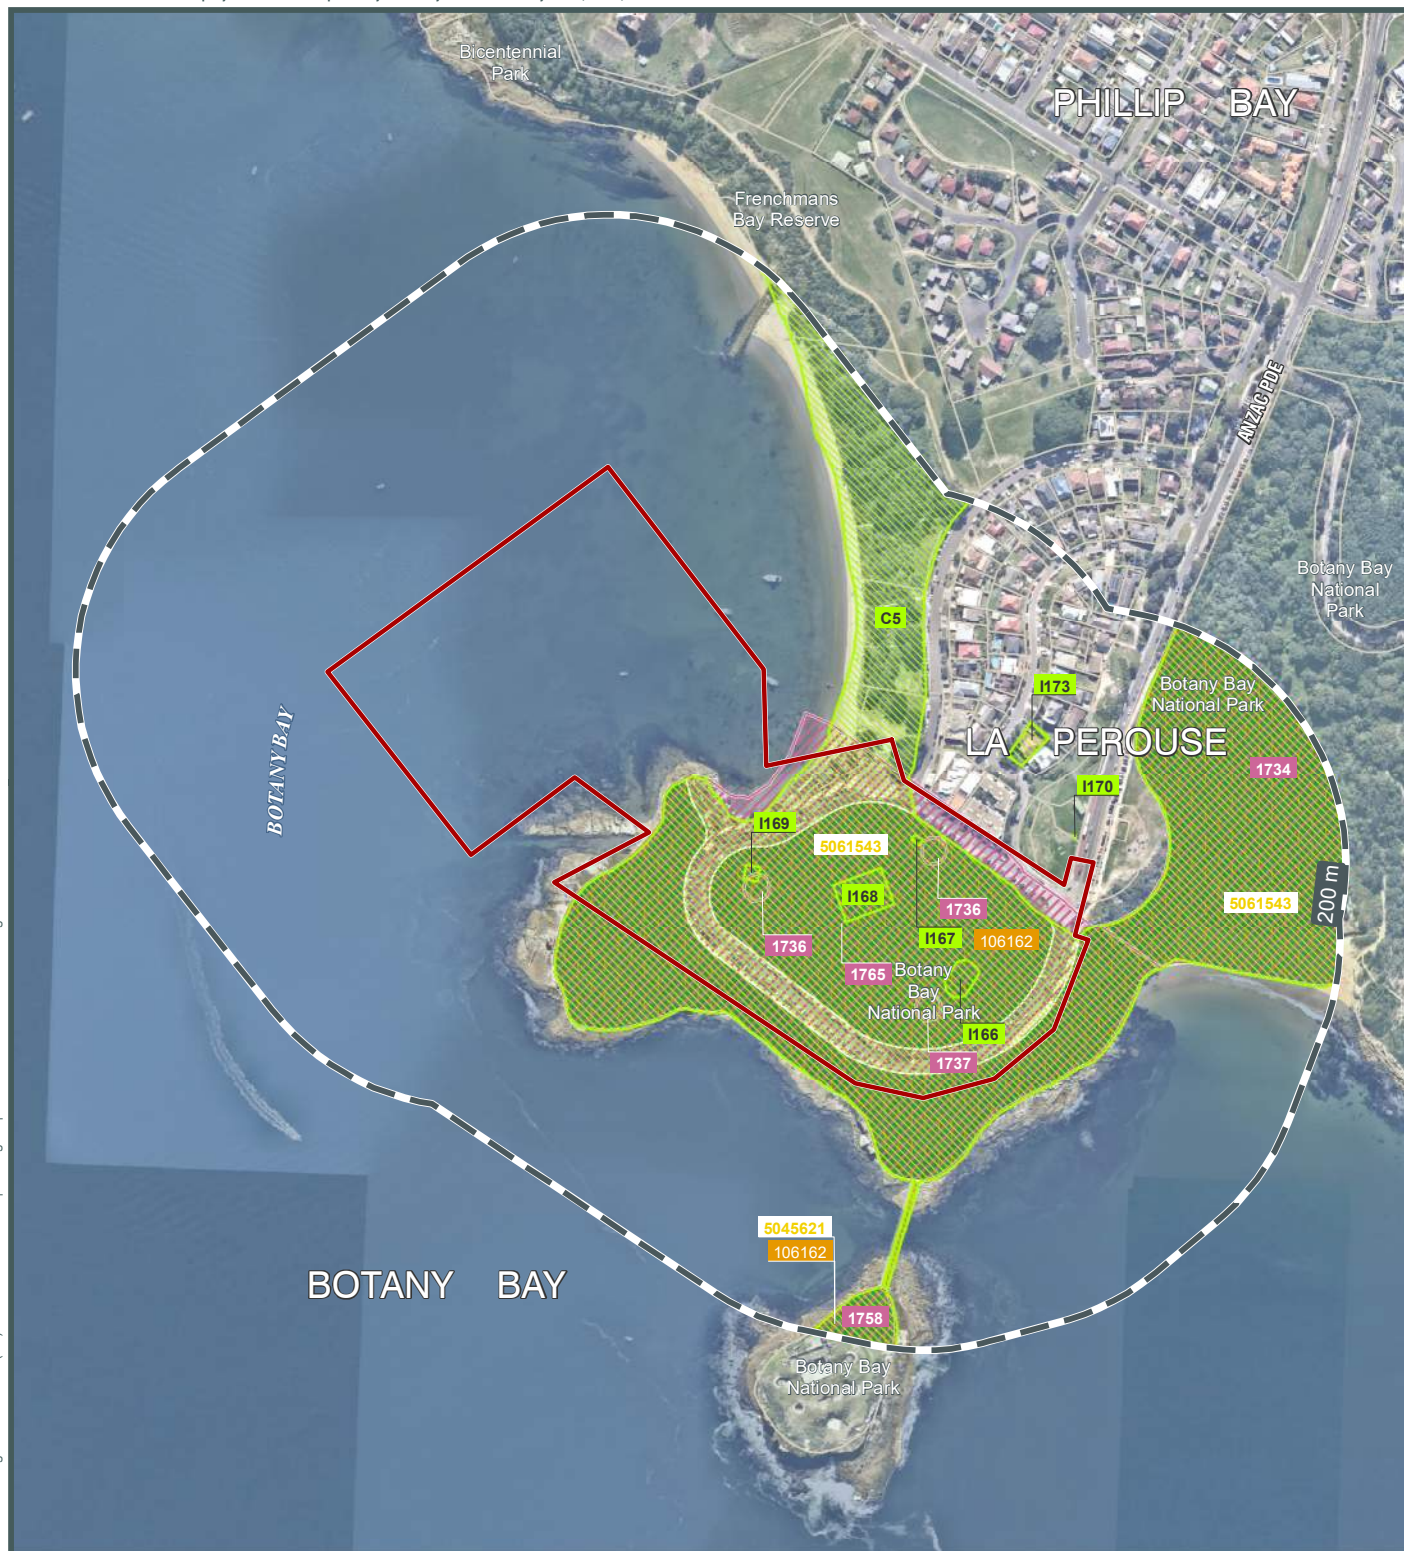 Bicentennial
Park
PHILLIP BAY
Frenchmans
Bay Reserve
ANZAC PDE
Botany Bay
National
Park
C5
I173
Botany Bay
National Park
LA PEROUSE
1734
BOTANY BAY
I170
I169
5061543
I168
1736
5061543
200 m
1736
I167
106162
1765
Botany
Bay
National Park
I166
1737
5045621
106162
BOTANY BAY
1758
Botany Bay
National Park